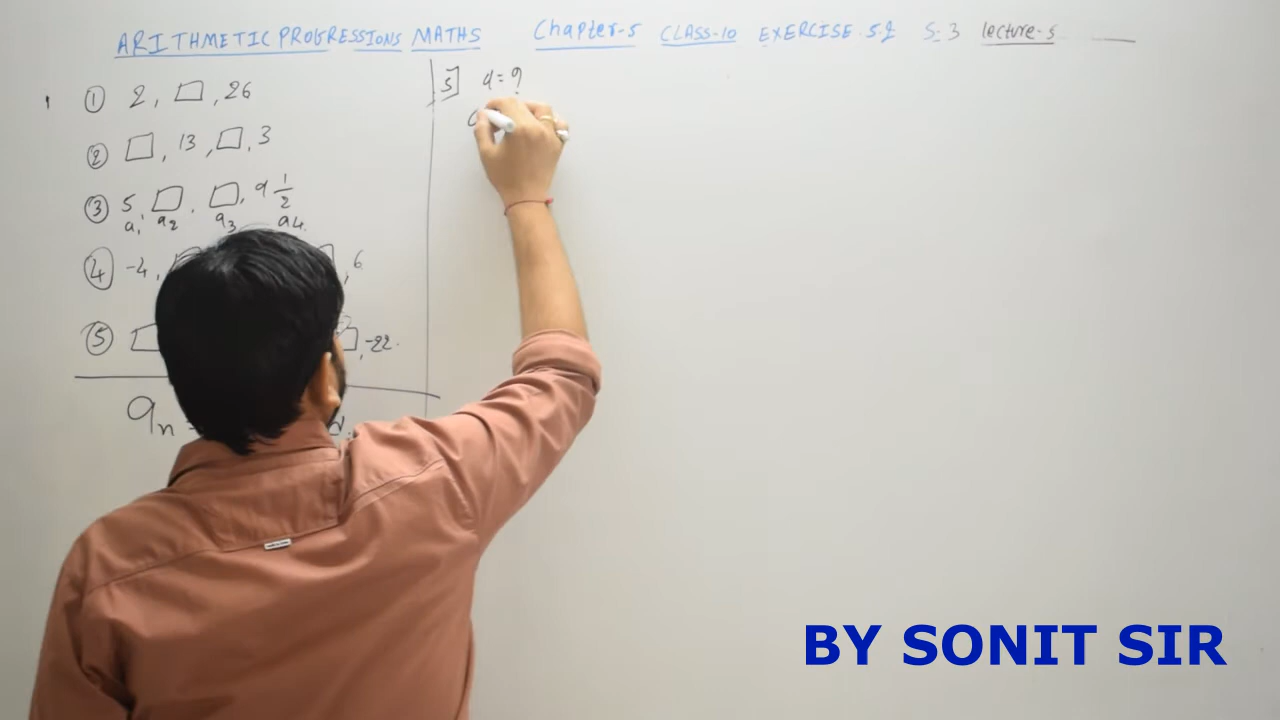 ARITHMETIC PROGRESSIONS MATHS Chapter-5 CLASS-10 EXERCISE 5.2 lecture-5
① 2, □, 26
② □, 13, □, 3
③ 5, □, □, 9 1/2
a₁ a₂ a₃ a₄
④ -4, 6
⑤ □ , -22.
aₙ
5] a = ?
BY SONIT SIR